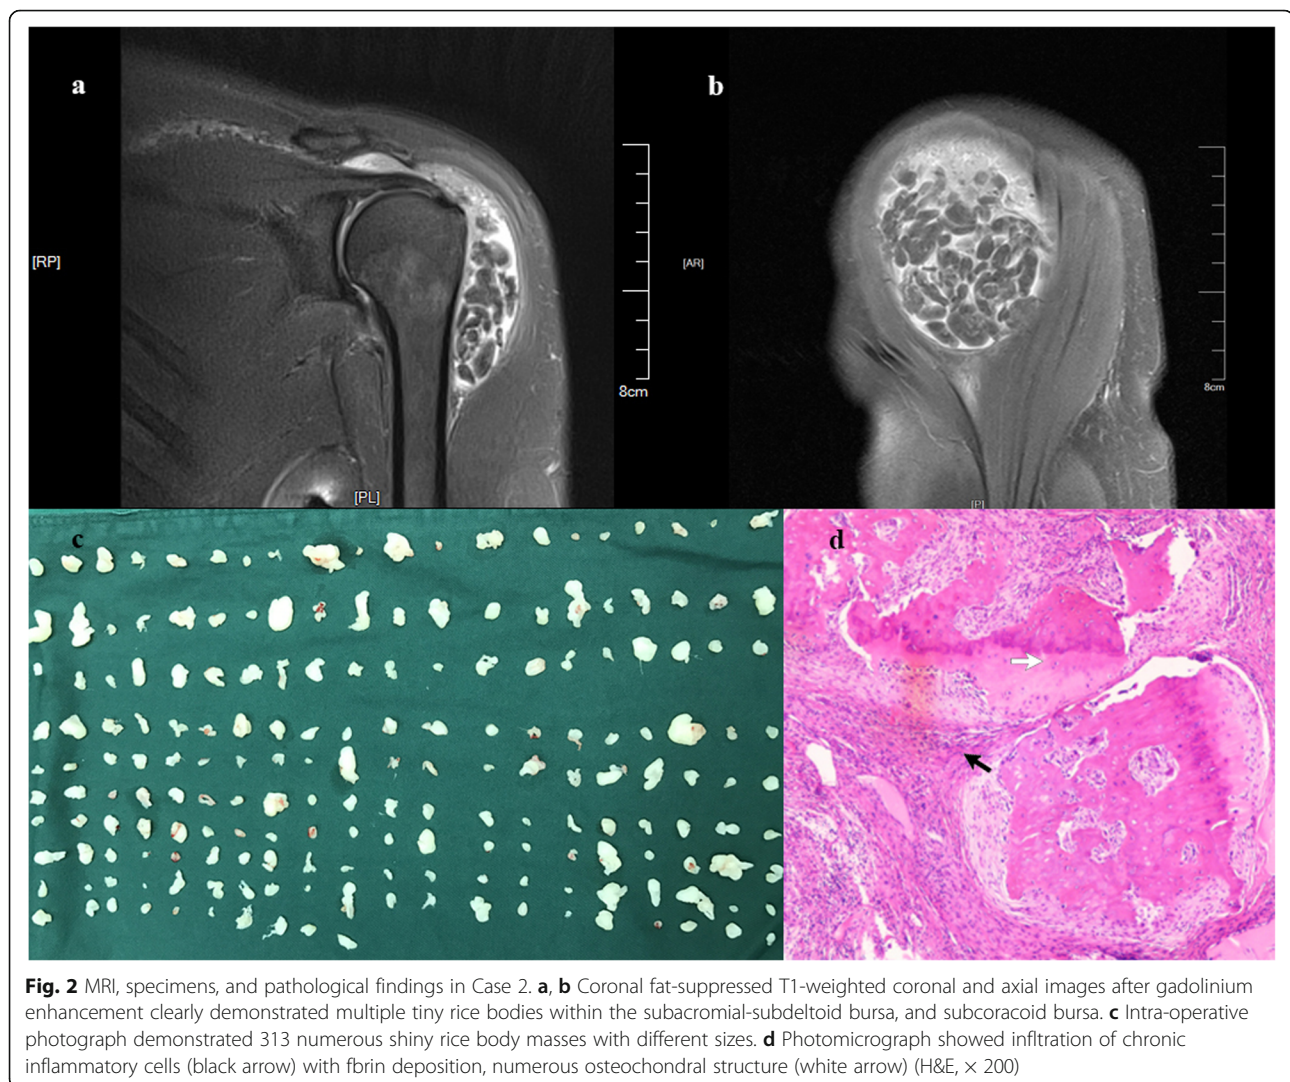 a
b
[RP]
[AR]
8cm
8cm
[PL]
[P]
c
d
Fig. 2 MRI, specimens, and pathological findings in Case 2. a, b Coronal fat-suppressed T1-weighted coronal and axial images after gadolinium
enhancement clearly demonstrated multiple tiny rice bodies within the subacromial-subdeltoid bursa, and subcoracoid bursa. c Intra-operative
photograph demonstrated 313 numerous shiny rice body masses with different sizes. d Photomicrograph showed infltration of chronic
inflammatory cells (black arrow) with fbrin deposition, numerous osteochondral structure (white arrow) (H&E, × 200)